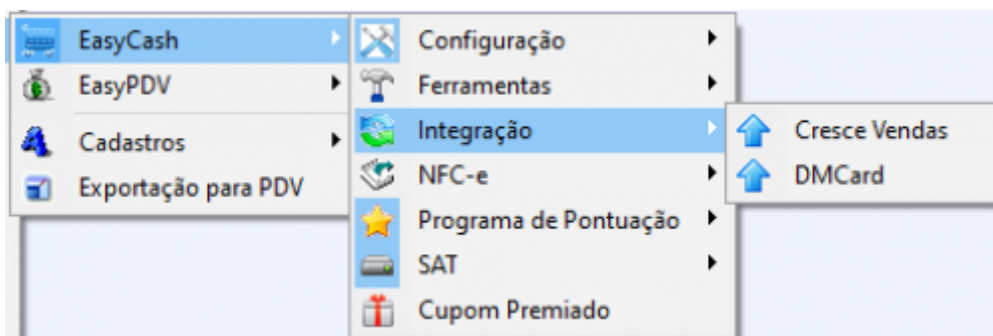 EasyCash
EasyPDV
Cadastros
Exportação para PDV
Configuração
Ferramentas
Integração
NFC-e
Programa de Pontuação
SAT
Cupom Premiado
Cresce Vendas
DMCard